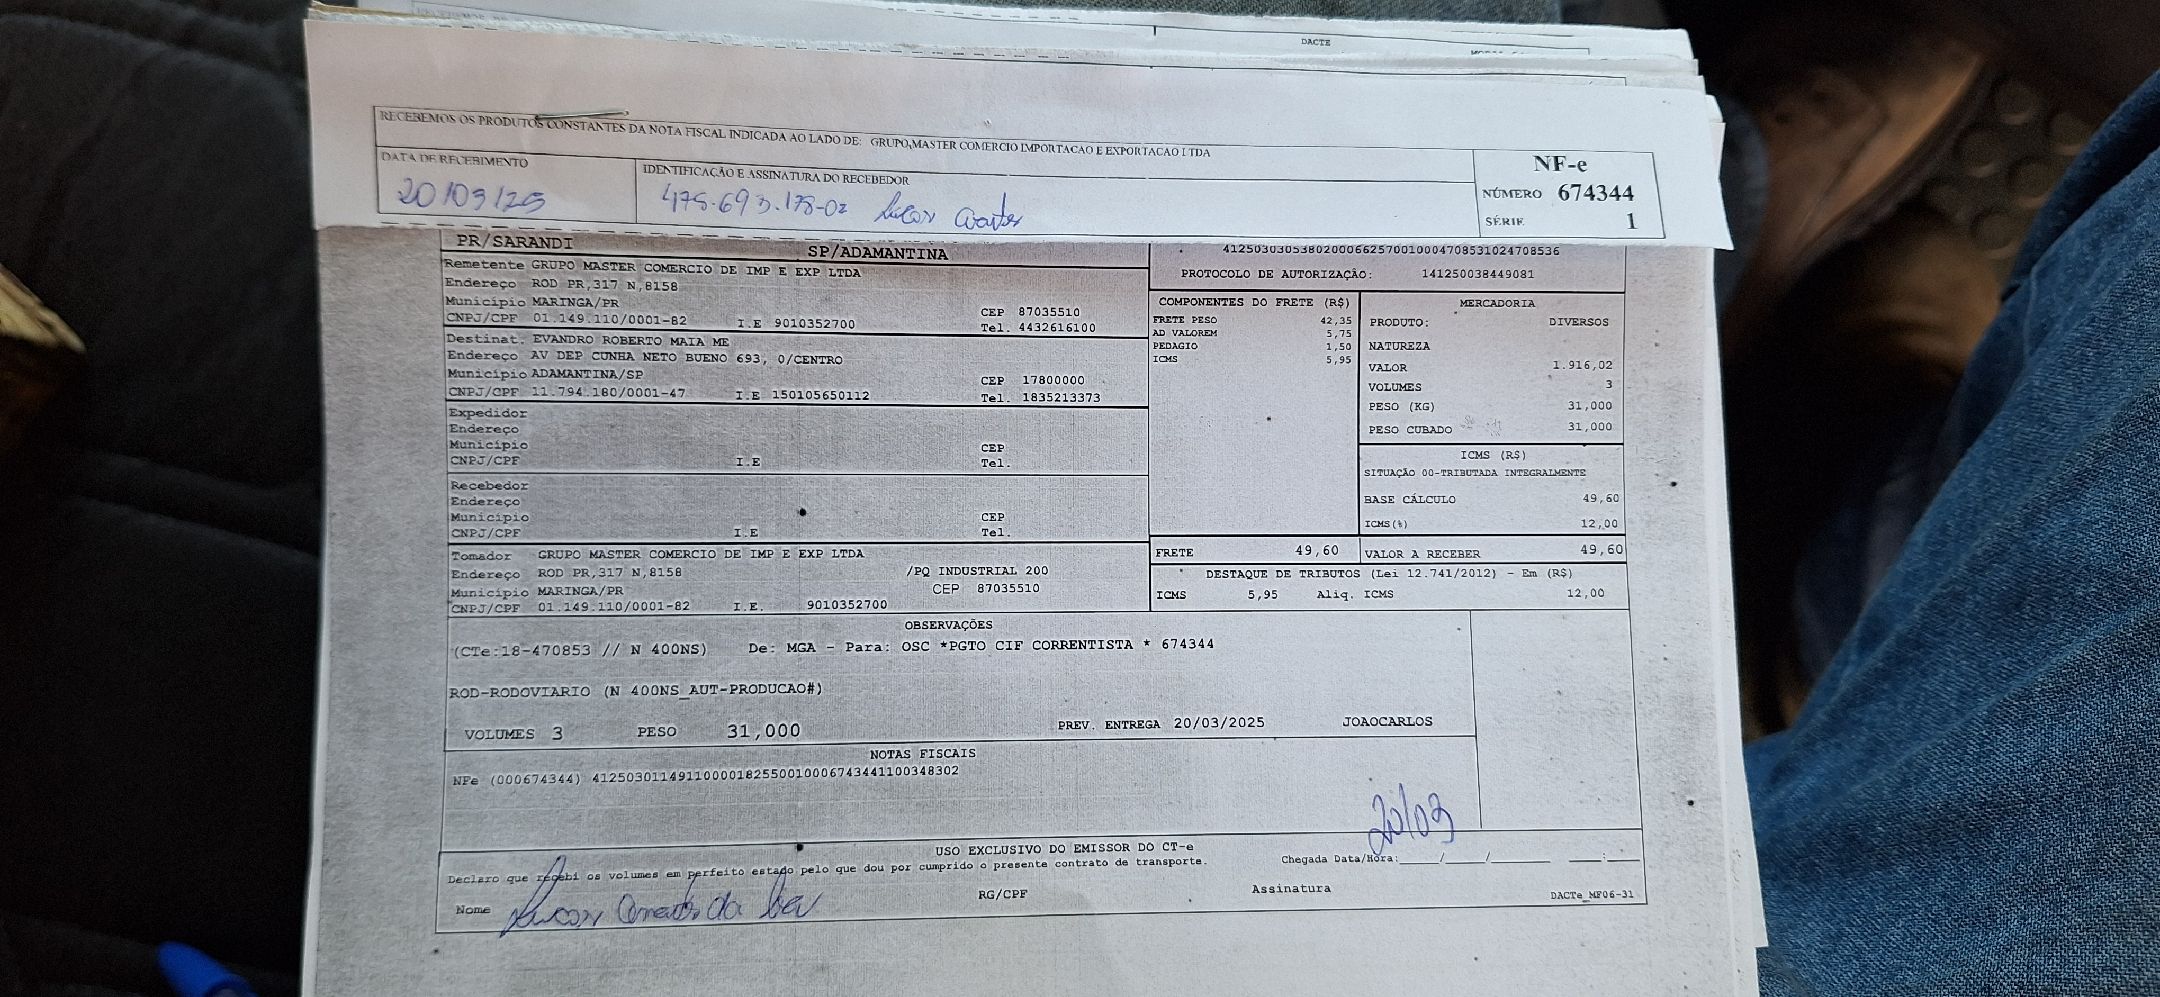 DACTE
RECEBEMOS OS PRODUTOS CONSTANTES DA NOTA FISCAL INDICADA AO LADO DE: GRUPO,MASTER COMERCIO IMPORTACAO E EXPORTACAO LTDA
DATA DE RECEBIMENTO
20/03/25
IDENTIFICAÇÃO E ASSINATURA DO RECEBEDOR
NF-e
NÚMERO 674344
SÉRIE 1
PR/SARANDI SP/ADAMANTINA
41250303053802000662570010004708531024708536
PROTOCOLO DE AUTORIZAÇÃO: 141250038449081
Remetente GRUPO MASTER COMERCIO DE IMP E EXP LTDA
Endereço ROD PR,317 N,8158
Município MARINGA/PR CEP 87035510
CNPJ/CPF 01.149.110/0001-82 I.E 9010352700 Tel. 4432616100
Destinat. EVANDRO ROBERTO MAIA ME
Endereço AV DEP CUNHA NETO BUENO 693, 0/CENTRO
Município ADAMANTINA/SP CEP 17800000
CNPJ/CPF 11.794.180/0001-47 I.E 150105650112 Tel. 1835213373
Expedidor
Endereço
Município CEP
CNPJ/CPF I.E Tel.
Recebedor
Endereço
Município CEP
CNPJ/CPF I.E Tel.
Tomador GRUPO MASTER COMERCIO DE IMP E EXP LTDA
Endereço ROD PR,317 N,8158 /PQ INDUSTRIAL 200
Município MARINGA/PR CEP 87035510
CNPJ/CPF 01.149.110/0001-82 I.E. 9010352700
COMPONENTES DO FRETE (R$)
FRETE PESO 42,35
AD VALOREM 5,75
PEDAGIO 1,50
ICMS 5,95
MERCADORIA
PRODUTO: DIVERSOS
NATUREZA
VALOR 1.916,02
VOLUMES 3
PESO (KG) 31,000
PESO CUBADO 31,000
ICMS (R$)
SITUAÇÃO 00-TRIBUTADA INTEGRALMENTE
BASE CÁLCULO 49,60
ICMS(%) 12,00
FRETE 49,60 VALOR A RECEBER 49,60
DESTAQUE DE TRIBUTOS (Lei 12.741/2012) - Em (R$)
ICMS 5,95 Aliq. ICMS 12,00
OBSERVAÇÕES
(CTe:18-470853 // N 400NS) De: MGA - Para: OSC *PGTO CIF CORRENTISTA * 674344
ROD-RODOVIARIO (N 400NS_AUT-PRODUCAO#)
VOLUMES 3 PESO 31,000 PREV. ENTREGA 20/03/2025 JOAOCARLOS
NOTAS FISCAIS
NFe (000674344) 41250301149110000182550010006743441100348302
20/03
USO EXCLUSIVO DO EMISSOR DO CT-e
Declaro que recebi os volumes em perfeito estado pelo que dou por cumprido o presente contrato de transporte.
Chegada Data/Hora:____/____/______ __:____
Nome RG/CPF Assinatura
DACTe_MF06-31